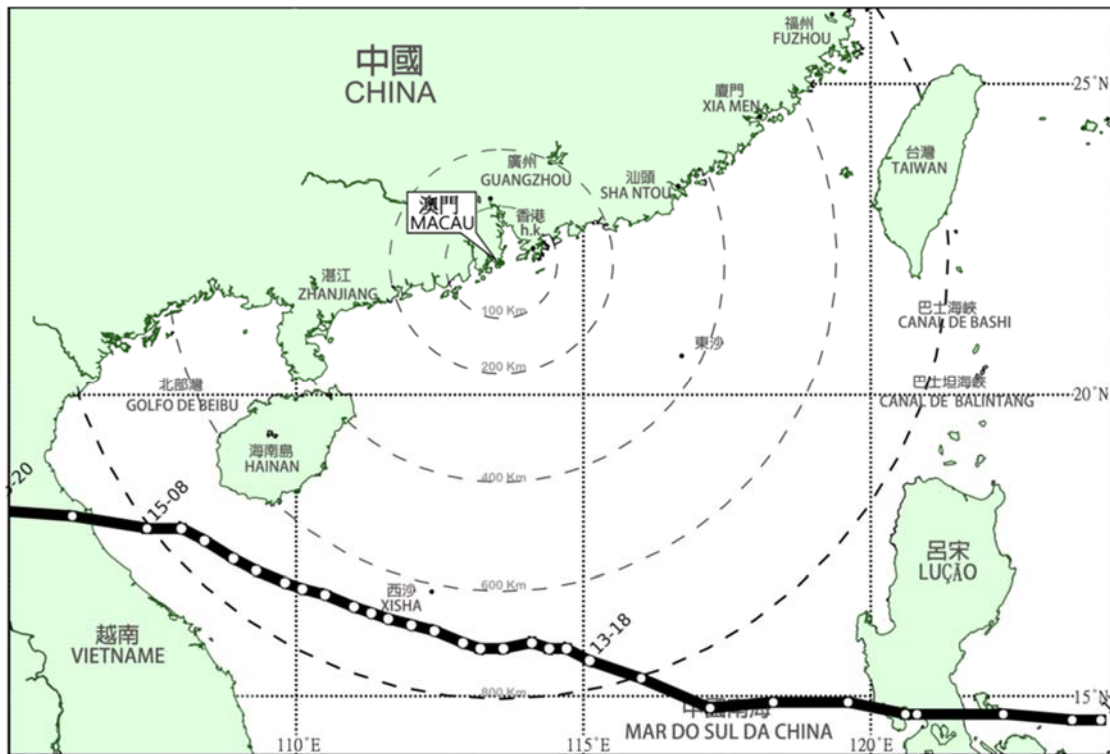 福州
FUZHOU
中國
CHINA
25°N
廈門
XIA MEN
台灣
TAIWAN
廣州
GUANGZHOU
汕頭
SHA NTOU
澳門
MACAU
香港
h.k.
湛江
ZHANJIANG
100 Km
巴士海峽
CANAL DE BASHI
東沙
200 Km
北部灣
GOLFO DE BEIBU
20°N
巴士坦海峽
CANAL DE BALINTANG
海南島
HAINAN
400 Km
-20
15-08
呂宋
LUÇÃO
600 Km
西沙
XISHA
13-18
越南
VIETNAME
800 Km
15°N
中國南海
MAR DO SUL DA CHINA
110°E
115°E
120°E